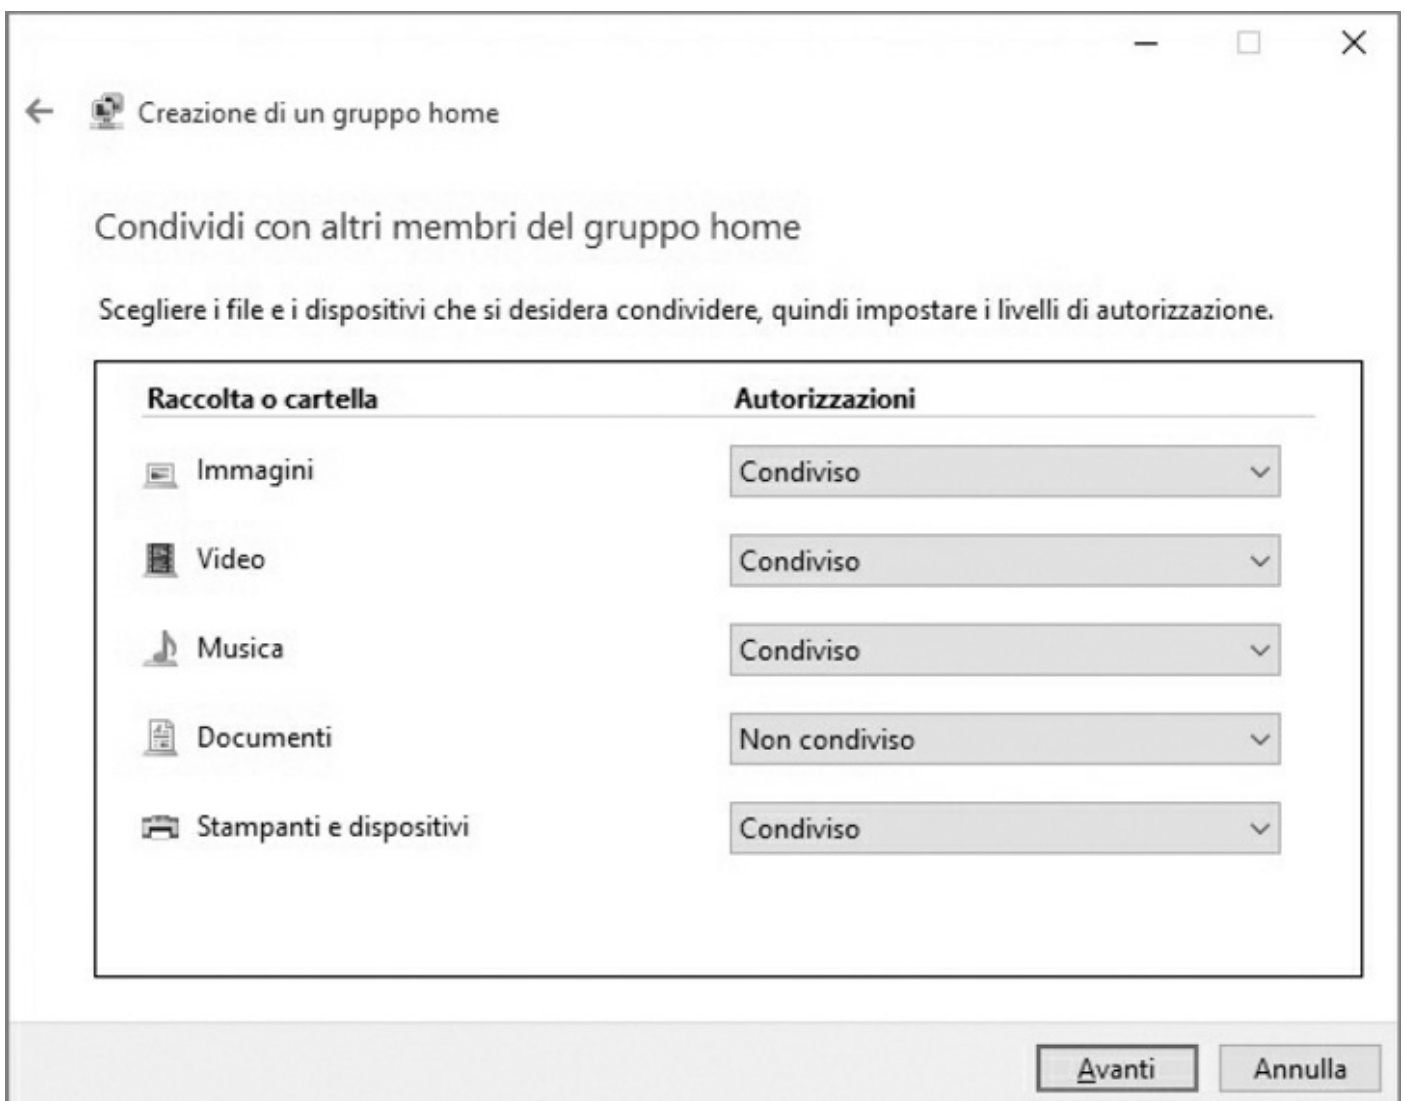 Creazione di un gruppo home
Condividi con altri membri del gruppo home
Scegliere i file e i dispositivi che si desidera condividere, quindi impostare i livelli di autorizzazione.
Raccolta o cartella Autorizzazioni
Immagini Condiviso
Video Condiviso
Musica Condiviso
Documenti Non condiviso
Stampanti e dispositivi Condiviso
Avanti Annulla